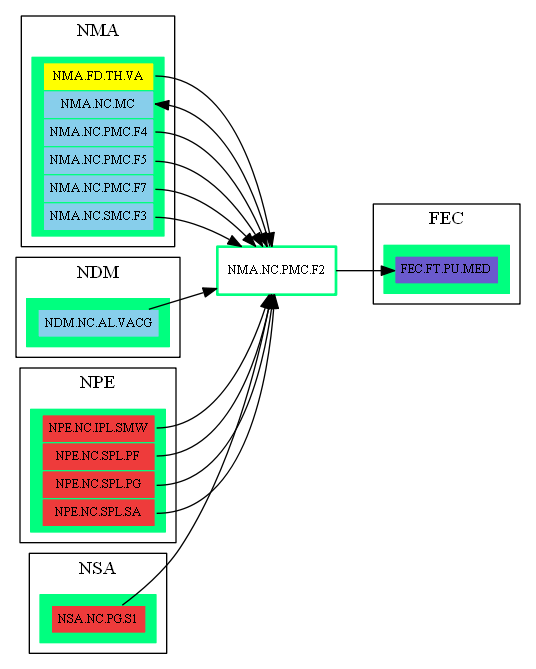 NMA
NMA.FD.TH.VA
NMA.NC.MC
NMA.NC.PMC.F4
NMA.NC.PMC.F5
NMA.NC.PMC.F7
NMA.NC.SMC.F3
NDM
NDM.NC.AL.VACG
NPE
NPE.NC.IPL.SMW
NPE.NC.SPL.PF
NPE.NC.SPL.PG
NPE.NC.SPL.SA
NSA
NSA.NC.PG.S1
NMA.NC.PMC.F2
FEC
FEC.FT.PU.MED